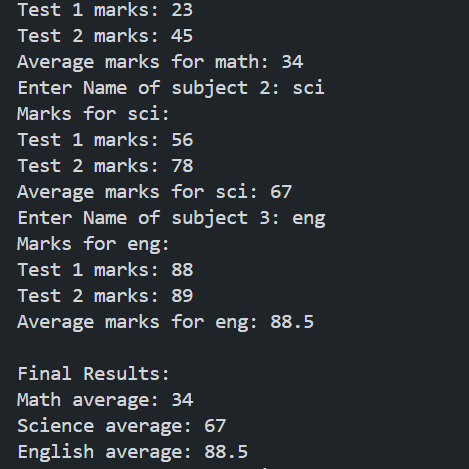 Test 1 marks: 23
Test 2 marks: 45
Average marks for math: 34
Enter Name of subject 2: sci
Marks for sci:
Test 1 marks: 56
Test 2 marks: 78
Average marks for sci: 67
Enter Name of subject 3: eng
Marks for eng:
Test 1 marks: 88
Test 2 marks: 89
Average marks for eng: 88.5

Final Results:
Math average: 34
Science average: 67
English average: 88.5